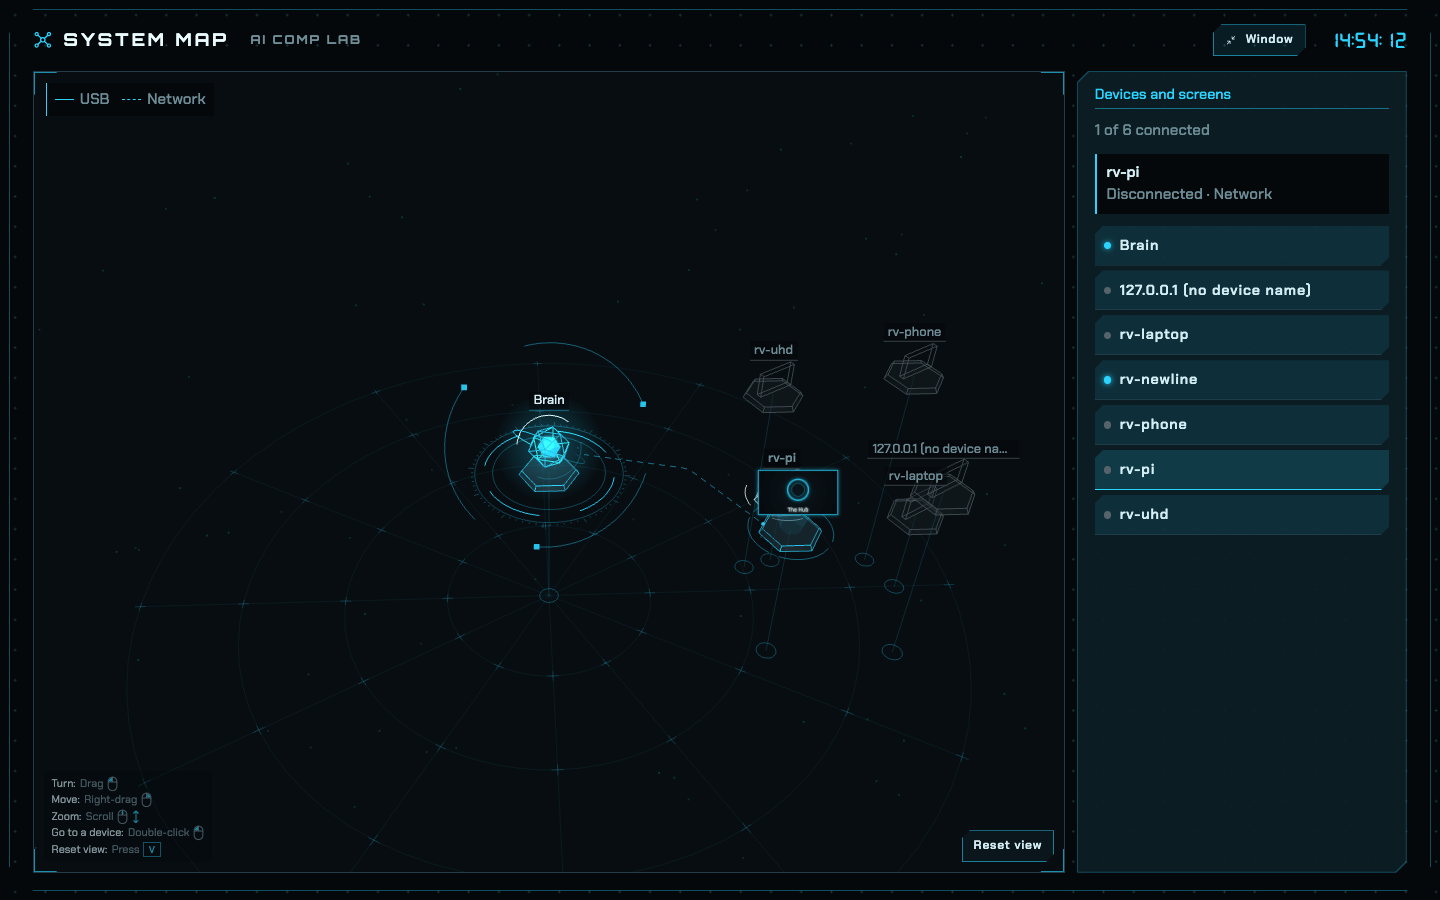 SYSTEM MAP
AI COMP LAB
Window
14:54:12
USB
Network
Devices and screens
1 of 6 connected
rv-pi
Disconnected · Network
Brain
127.0.0.1 (no device name)
rv-laptop
rv-newline
rv-phone
rv-pi
rv-uhd
rv-phone
rv-uhd
Brain
127.0.0.1 (no device na...
rv-pi
rv-laptop
The Hub
Turn: Drag
Move: Right-drag
Zoom: Scroll
Go to a device: Double-click
Reset view: Press V
Reset view